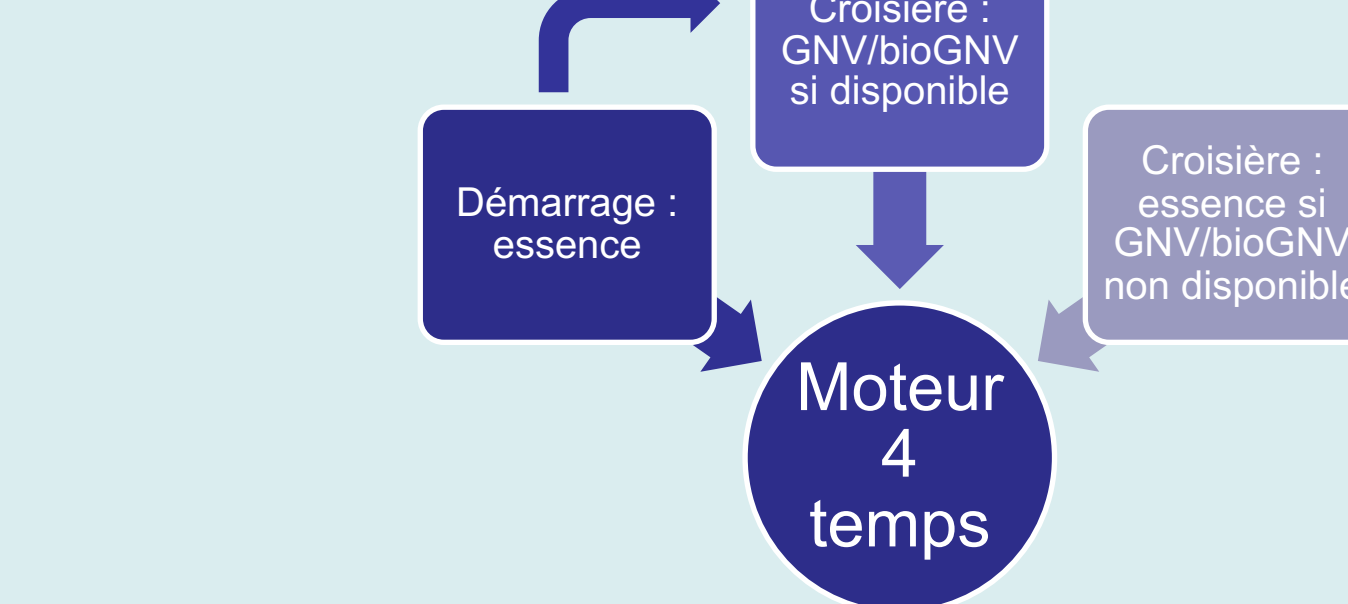 Croisière :
GNV/bioGNV
si disponible
Démarrage :
essence
Croisière :
essence si
GNV/bioGNV
non disponible
Moteur
4
temps